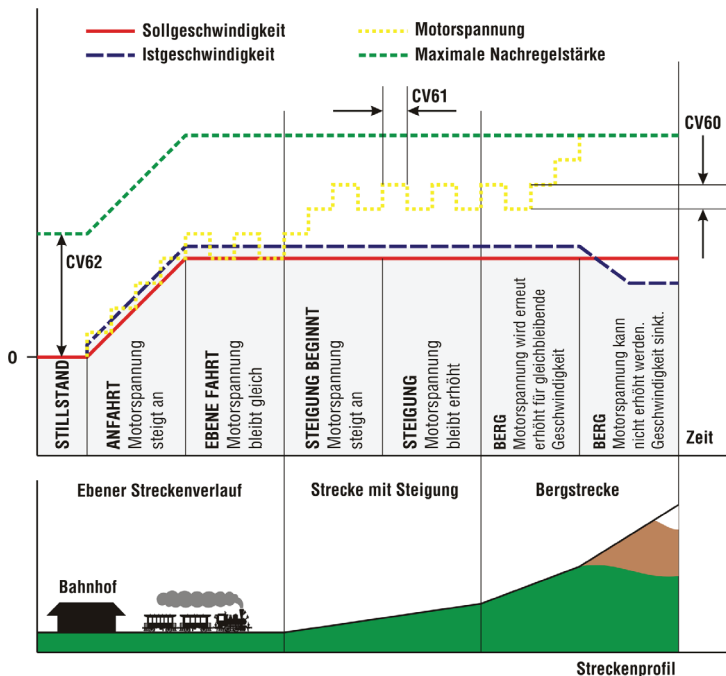 Sollgeschwindigkeit
Istgeschwindigkeit
Motorspannung
Maximale Nachregelstärke
CV61
CV60
CV62
0
STILLSTAND
ANFAHRT
Motorspannung
steigt an
EBENE FAHRT
Motorspannung
bleibt gleich
STEIGUNG BEGINNT
Motorspannung
steigt an
STEIGUNG
Motorspannung
bleibt erhöht
BERG
Motorspannung wird erneut
erhöht für gleichbleibende
Geschwindigkeit
BERG
Motorspannung kann
nicht erhöht werden.
Geschwindigkeit sinkt.
Zeit
Ebener Streckenverlauf
Strecke mit Steigung
Bergstrecke
Bahnhof
Streckenprofil